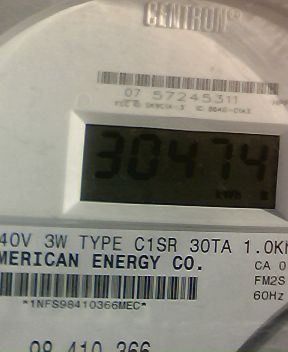 CENTRON®
07 57245311
30474
kWh
40V 3W TYPE C1SR 30TA 1.0K
MERICAN ENERGY CO.
CA 0
FM2S
60Hz
*1NFS98410366MEC*
98 410 366